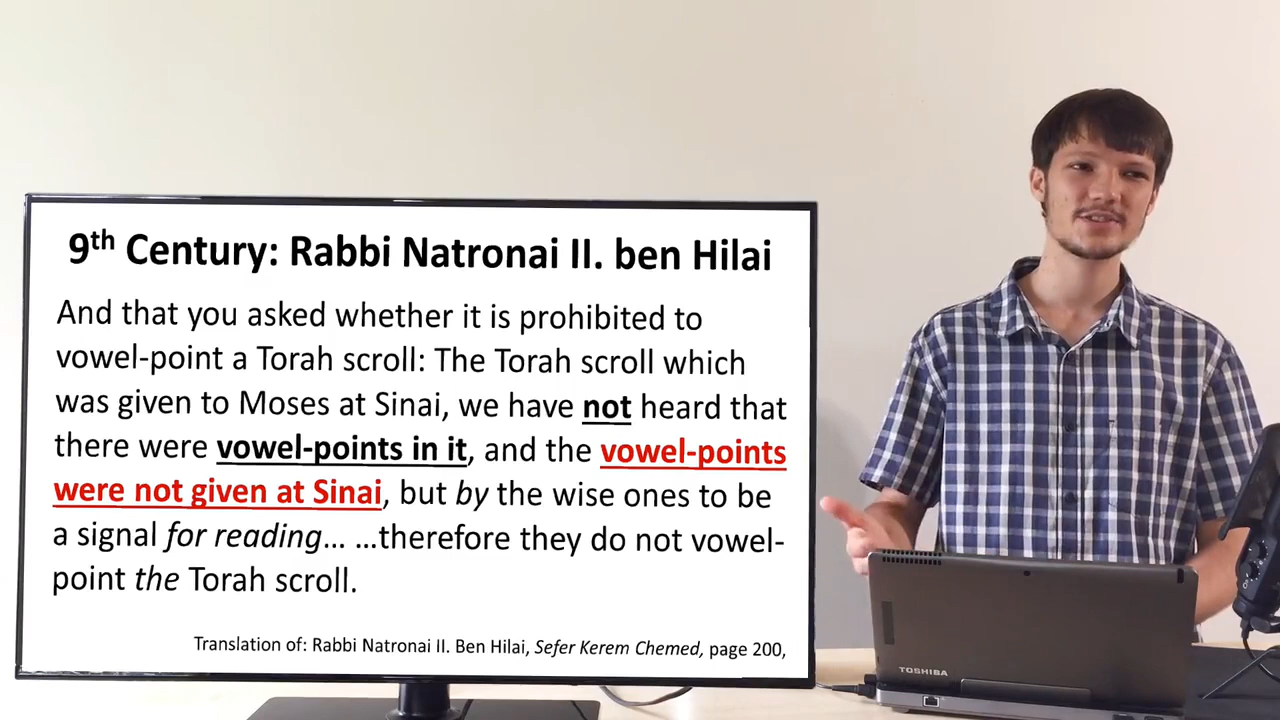 9th Century: Rabbi Natronai II. ben Hilai
And that you asked whether it is prohibited to
vowel-point a Torah scroll: The Torah scroll which
was given to Moses at Sinai, we have not heard that
there were vowel-points in it, and the vowel-points
were not given at Sinai, but by the wise ones to be
a signal for reading... ...therefore they do not vowel-
point the Torah scroll.
Translation of: Rabbi Natronai II. Ben Hilai, Sefer Kerem Chemed, page 200,
TOSHIBA